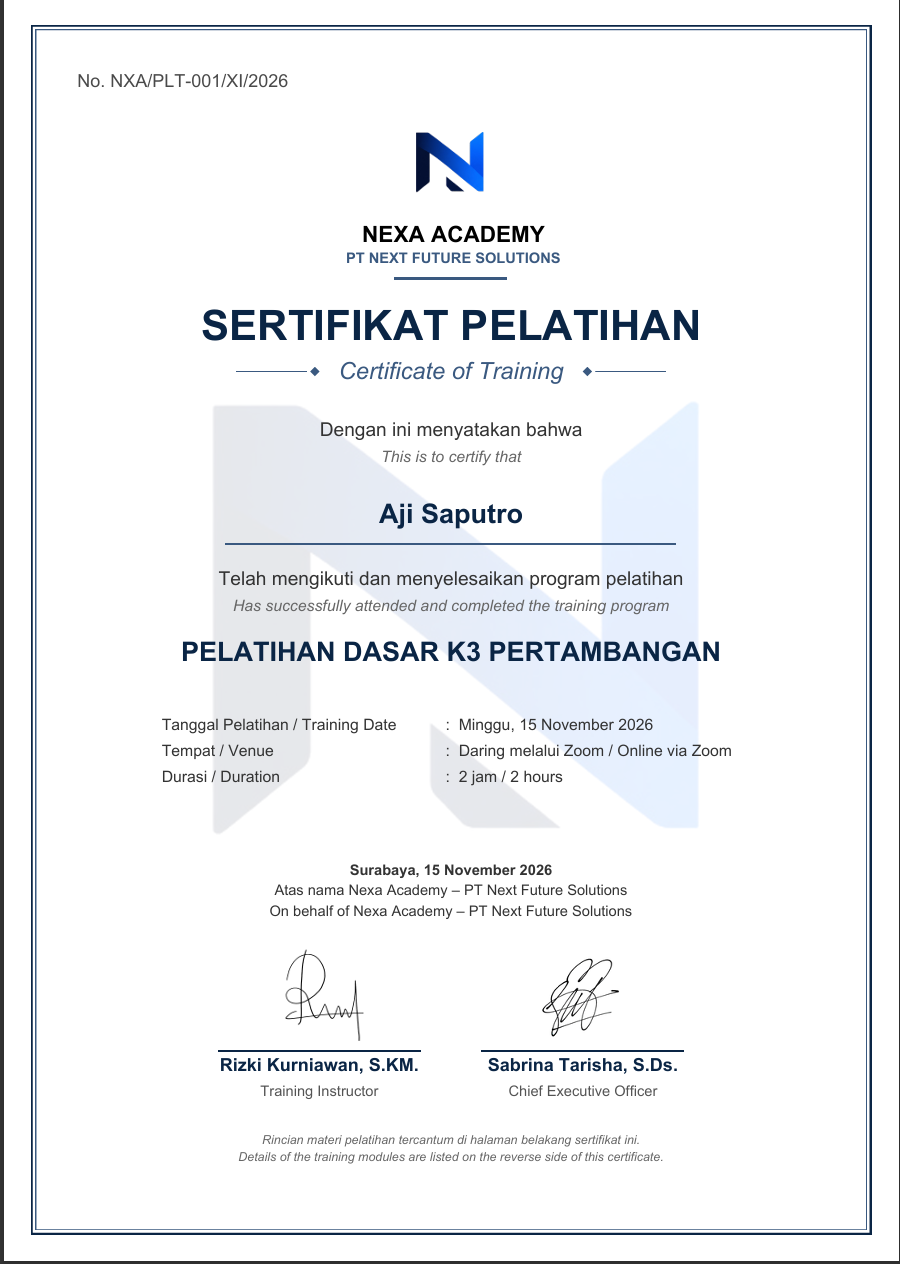 No. NXA/PLT-001/XI/2026
NEXA ACADEMY
PT NEXT FUTURE SOLUTIONS
SERTIFIKAT PELATIHAN
Certificate of Training
Dengan ini menyatakan bahwa
This is to certify that
Aji Saputro
Telah mengikuti dan menyelesaikan program pelatihan
Has successfully attended and completed the training program
PELATIHAN DASAR K3 PERTAMBANGAN
Tanggal Pelatihan / Training Date : Minggu, 15 November 2026
Tempat / Venue : Daring melalui Zoom / Online via Zoom
Durasi / Duration : 2 jam / 2 hours
Surabaya, 15 November 2026
Atas nama Nexa Academy – PT Next Future Solutions
On behalf of Nexa Academy – PT Next Future Solutions
Rizki Kurniawan, S.KM. Sabrina Tarisha, S.Ds.
Training Instructor Chief Executive Officer
Rincian materi pelatihan tercantum di halaman belakang sertifikat ini.
Details of the training modules are listed on the reverse side of this certificate.